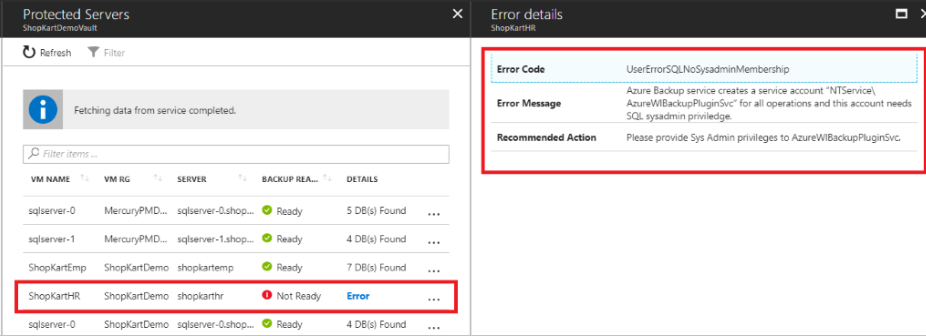 Protected Servers
ShopKartDemoVault
Refresh Filter
Fetching data from service completed.
Filter items ...
VM NAME VM RG SERVER BACKUP REA... DETAILS
sqlserver-0 MercuryPMD... sqlserver-0.shop... Ready 5 DB(s) Found ...
sqlserver-1 MercuryPMD... sqlserver-1.shop... Ready 4 DB(s) Found ...
ShopKartEmp ShopKartDemo shopkartemp Ready 7 DB(s) Found ...
ShopKartHR ShopKartDemo shopkarthr Not Ready Error ...
sqlserver-0 ShopKartDemo sqlserver-0.shop... Ready 4 DB(s) Found ...
Error details
ShopKartHR
Error Code UserErrorSQLNoSysadminMembership
Error Message Azure Backup service creates a service account "NTService\
AzureWlBackupPluginSvc" for all operations and this account needs
SQL sysadmin priviledge.
Recommended Action Please provide Sys Admin privileges to AzureWlBackupPluginSvc.